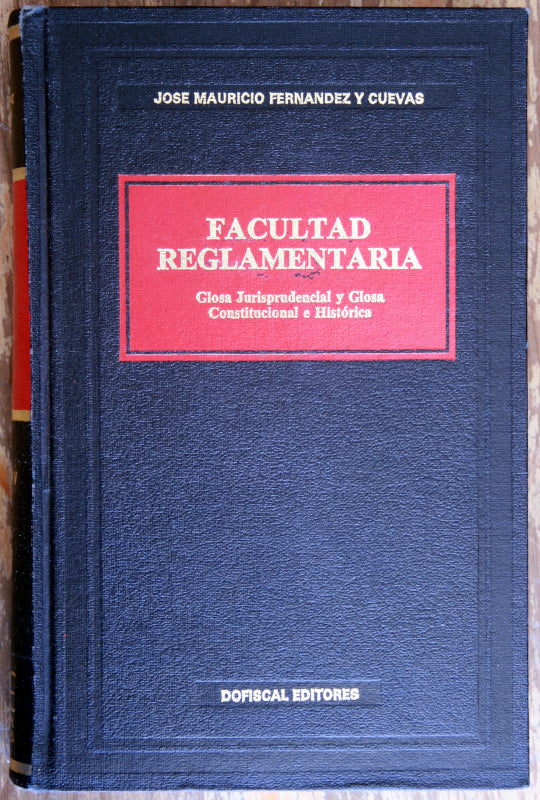 JOSE MAURICIO FERNANDEZ Y CUEVAS
FACULTAD
REGLAMENTARIA
Glosa Jurisprudencial y Glosa
Constitucional e Histórica
DOFISCAL EDITORES